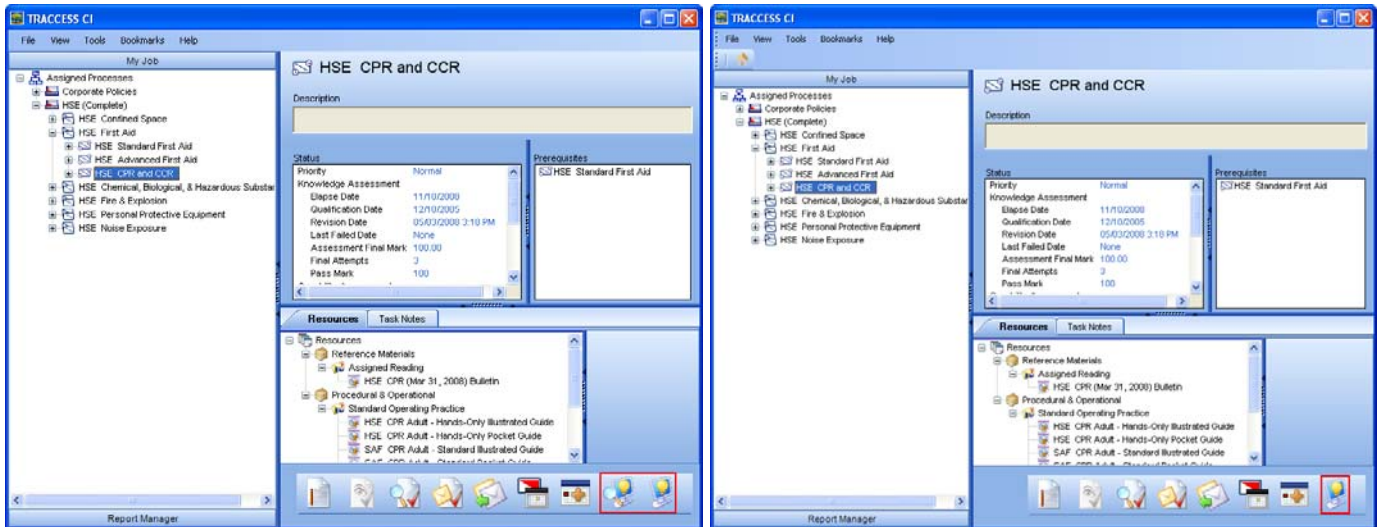 TRACCESS CI
File View Tools Bookmarks Help
My Job
Assigned Processes
Corporate Policies
HSE (Complete)
HSE Confined Space
HSE First Aid
HSE Standard First Aid
HSE Advanced First Aid
HSE CPR and CCR
HSE Chemical, Biological, & Hazardous Substar
HSE Fire & Explosion
HSE Personal Protective Equipment
HSE Noise Exposure
Report Manager
HSE CPR and CCR
Description
Status
Priority Normal
Knowledge Assessment
Elapse Date 11/10/2008
Qualification Date 12/10/2005
Revision Date 05/03/2008 3:18 PM
Last Failed Date None
Assessment Final Mark 100.00
Final Attempts 3
Pass Mark 100
Prerequisites
HSE Standard First Aid
Resources Task Notes
Resources
Reference Materials
Assigned Reading
HSE CPR (Mar 31, 2008) Bulletin
Procedural & Operational
Standard Operating Practice
HSE CPR Adult - Hands-Only Illustrated Guide
HSE CPR Adult - Hands-Only Pocket Guide
SAF CPR Adult - Standard Illustrated Guide
TRACCESS CI
File View Tools Bookmarks Help
My Job
Assigned Processes
Corporate Policies
HSE (Complete)
HSE Confined Space
HSE First Aid
HSE Standard First Aid
HSE Advanced First Aid
HSE CPR and CCR
HSE Chemical, Biological, & Hazardous Substar
HSE Fire & Explosion
HSE Personal Protective Equipment
HSE Noise Exposure
Report Manager
HSE CPR and CCR
Description
Status
Priority Normal
Knowledge Assessment
Elapse Date 11/10/2008
Qualification Date 12/10/2005
Revision Date 05/03/2008 3:18 PM
Last Failed Date None
Assessment Final Mark 100.00
Final Attempts 3
Pass Mark 100
Prerequisites
HSE Standard First Aid
Resources Task Notes
Resources
Reference Materials
Assigned Reading
HSE CPR (Mar 31, 2008) Bulletin
Procedural & Operational
Standard Operating Practice
HSE CPR Adult - Hands-Only Illustrated Guide
HSE CPR Adult - Hands-Only Pocket Guide
SAF CPR Adult - Standard Illustrated Guide